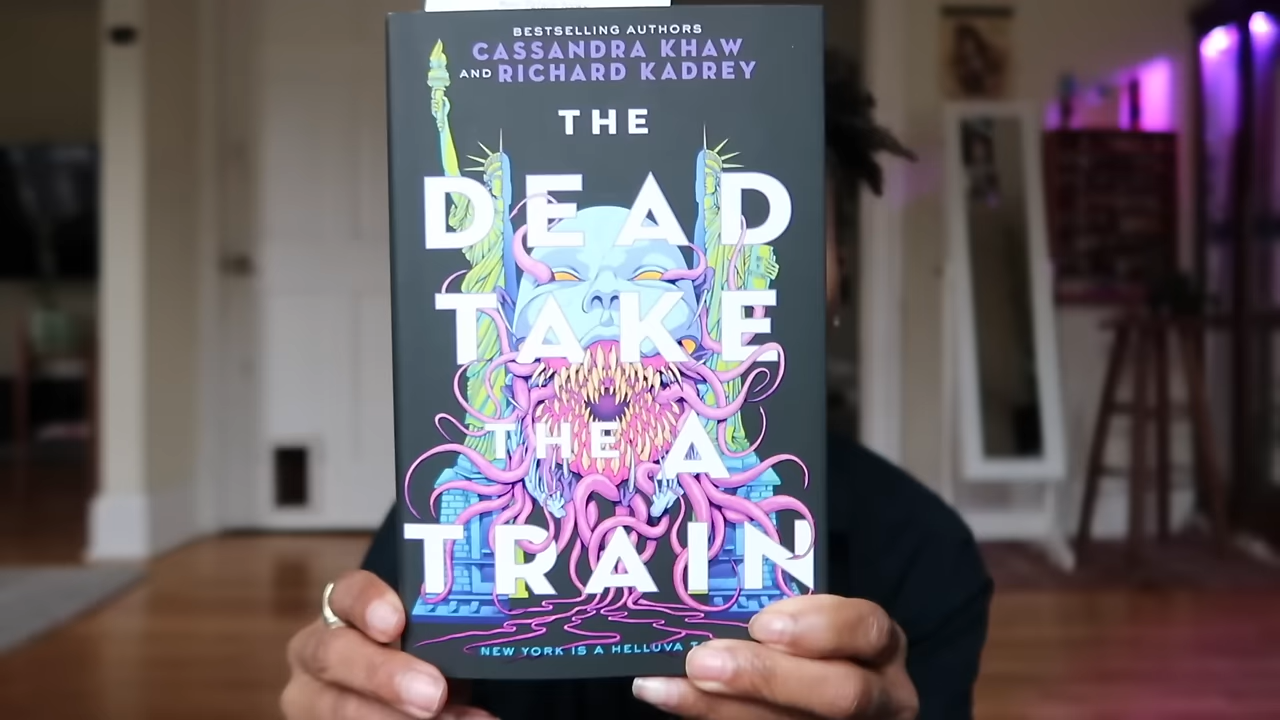 BESTSELLING AUTHORS
CASSANDRA KHAW
AND RICHARD KADREY
THE
DEAD
TAKE
THE A
TRAIN
NEW YORK IS A HELLUVA